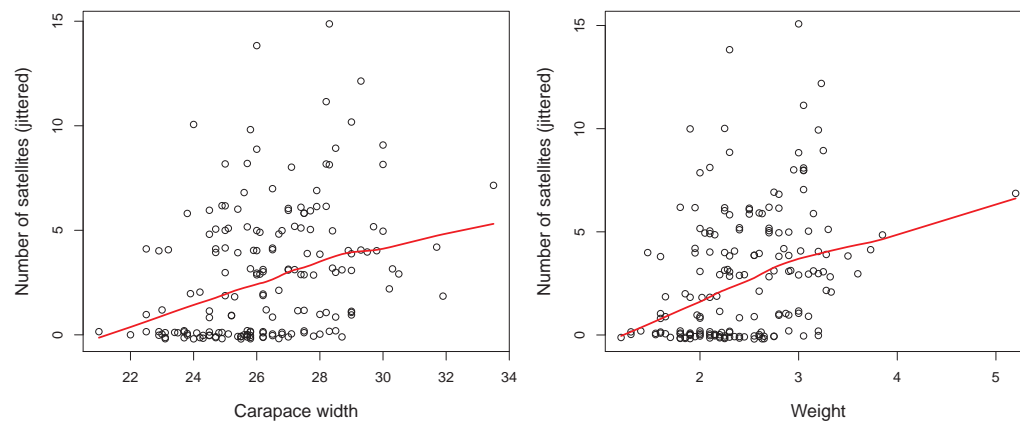 15
10
5
0
Number of satellites (jittered)
22 24 26 28 30 32 34
Carapace width
15
10
5
0
Number of satellites (jittered)
2 3 4 5
Weight